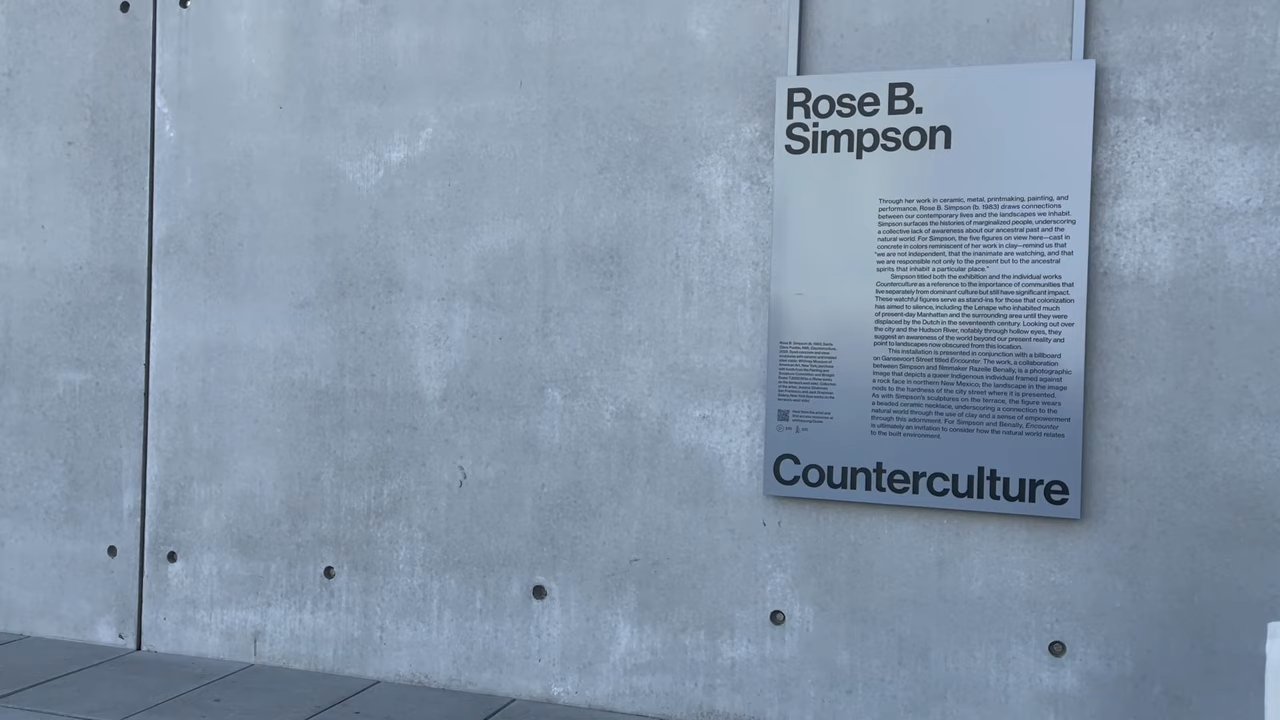 Rose B.
Simpson
Through her work in ceramic, metal, printmaking, painting, and
performance, Rose B. Simpson (b. 1983) draws connections
between our contemporary lives and the landscapes we inhabit.
Simpson surfaces the histories of marginalized people, underscoring
a collective lack of awareness about our ancestral past and the
natural world. For Simpson, the five figures on view here—cast in
concrete in colors reminiscent of her work in clay—remind us that
"we are not independent, that the inanimate are watching, and that
we are responsible not only to the present but to the ancestral
spirits that inhabit a particular place."
Simpson titled both the exhibition and the individual works
Counterculture as a reference to the importance of communities that
live separately from dominant culture but still have significant impact.
These watchful figures serve as stand-ins for those that colonization
has aimed to silence, including the Lenape who inhabited much
of present-day Manhattan and the surrounding area until they were
displaced by the Dutch in the seventeenth century. Looking out over
the city and the Hudson River, notably through hollow eyes, they
suggest an awareness of the world beyond our present reality and
point to landscapes now obscured from this location.
This installation is presented in conjunction with a billboard
on Gansevoort Street titled Encounter. The work, a collaboration
between Simpson and filmmaker Razelle Benally, is a photographic
image that depicts a queer Indigenous individual framed against
a rock face in northern New Mexico; the landscape in the image
nods to the hardness of the city street where it is presented.
As with Simpson's sculptures on the terrace, the figure wears
a beaded ceramic necklace, underscoring a connection to the
natural world through the use of clay and a sense of empowerment
through this adornment. For Simpson and Benally, Encounter
is ultimately an invitation to consider how the natural world relates
to the built environment.
Counterculture